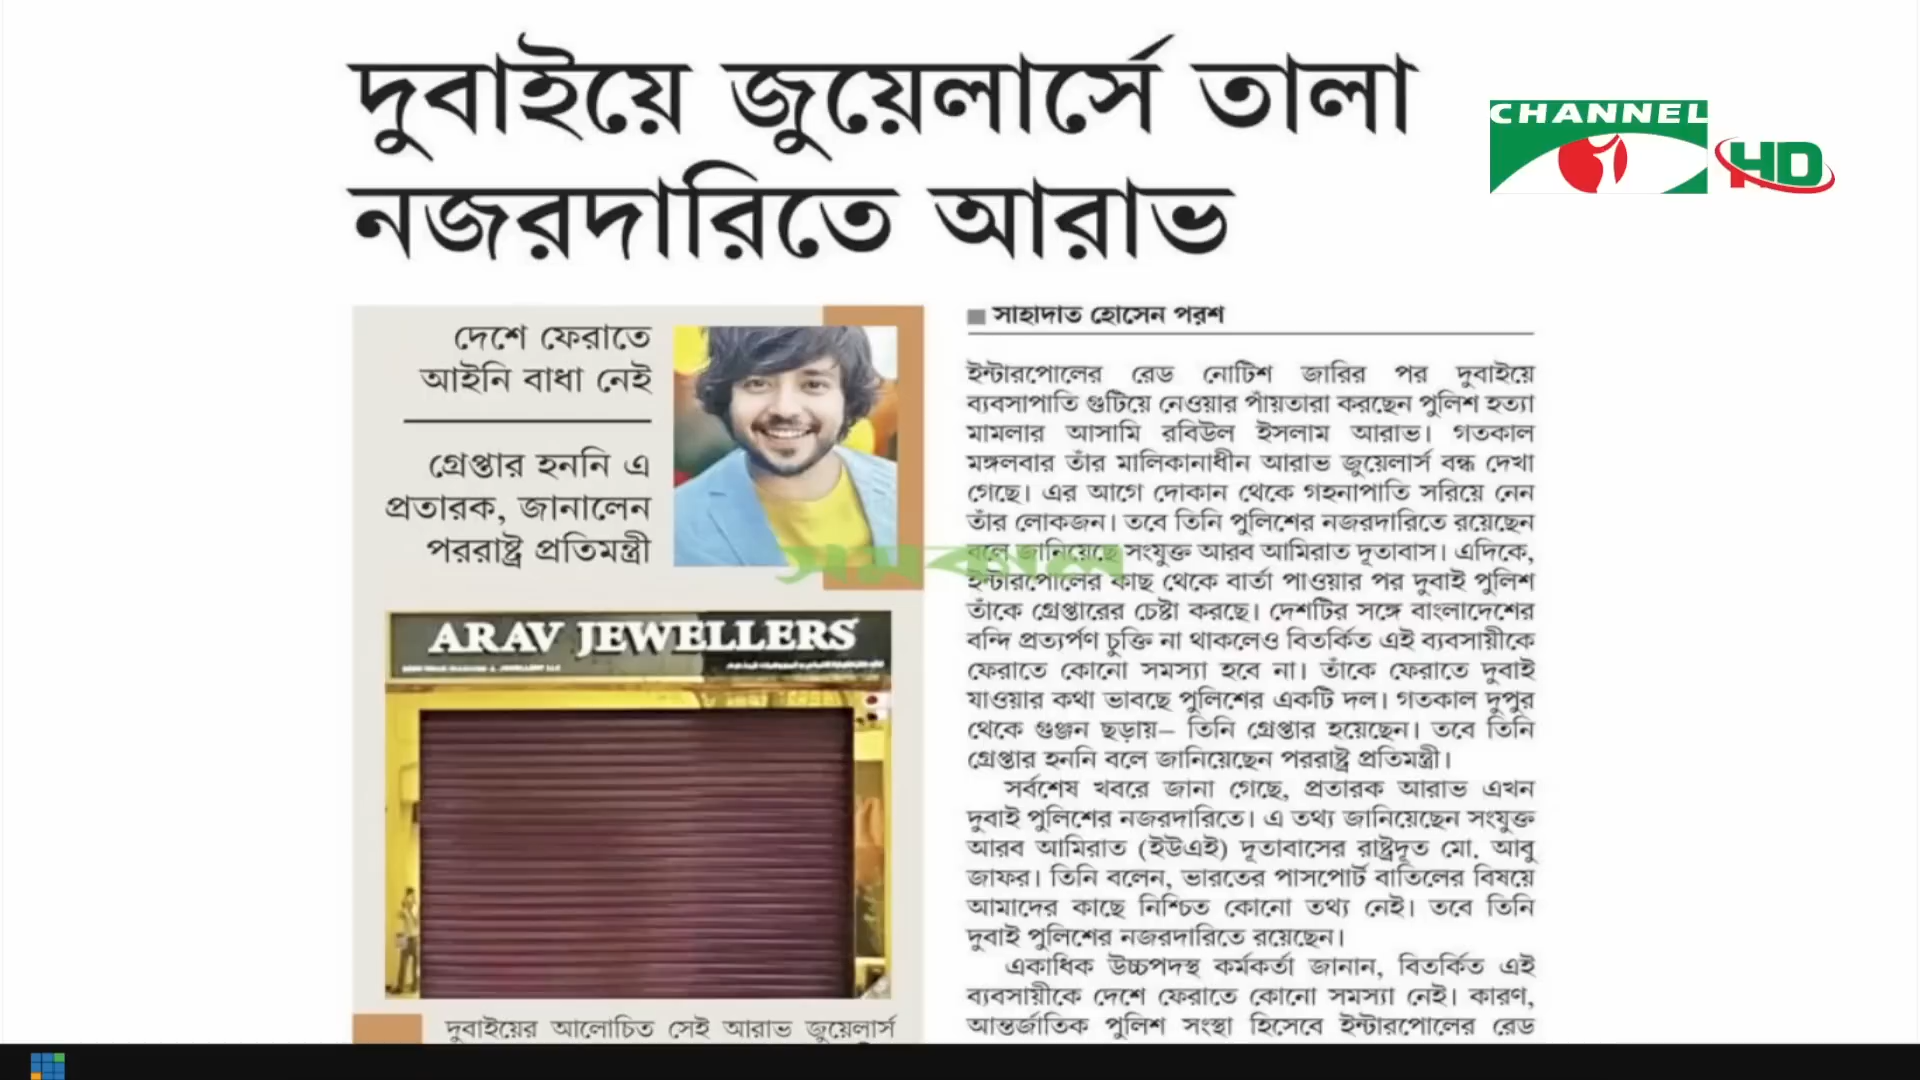 দুবাইয়ে জুয়েলার্সে তালা
নজরদারিতে আরাভ
CHANNEL
HD
দেশে ফেরাতে
আইনি বাধা নেই
গ্রেপ্তার হননি এ
প্রতারক, জানালেন
পররাষ্ট্র প্রতিমন্ত্রী
ARAV JEWELLERS
দুবাইয়ের আলোচিত সেই আরাভ জুয়েলার্স
সাহাদাত হোসেন পরশ
ইন্টারপোলের রেড নোটিশ জারির পর দুবাইয়ে
ব্যবসাপাতি গুটিয়ে নেওয়ার পাঁয়তারা করছেন পুলিশ হত্যা
মামলার আসামি রবিউল ইসলাম আরাভ। গতকাল
মঙ্গলবার তাঁর মালিকানাধীন আরাভ জুয়েলার্স বন্ধ দেখা
গেছে। এর আগে দোকান থেকে গহনাপাতি সরিয়ে নেন
তাঁর লোকজন। তবে তিনি পুলিশের নজরদারিতে রয়েছেন
বলে জানিয়েছে সংযুক্ত আরব আমিরাত দূতাবাস। এদিকে,
ইন্টারপোলের কাছ থেকে বার্তা পাওয়ার পর দুবাই পুলিশ
তাঁকে গ্রেপ্তারের চেষ্টা করছে। দেশটির সঙ্গে বাংলাদেশের
বন্দি প্রত্যর্পণ চুক্তি না থাকলেও বিতর্কিত এই ব্যবসায়ীকে
ফেরাতে কোনো সমস্যা হবে না। তাঁকে ফেরাতে দুবাই
যাওয়ার কথা ভাবছে পুলিশের একটি দল। গতকাল দুপুর
থেকে গুঞ্জন ছড়ায়– তিনি গ্রেপ্তার হয়েছেন। তবে তিনি
গ্রেপ্তার হননি বলে জানিয়েছেন পররাষ্ট্র প্রতিমন্ত্রী।
সর্বশেষ খবরে জানা গেছে, প্রতারক আরাভ এখন
দুবাই পুলিশের নজরদারিতে। এ তথ্য জানিয়েছেন সংযুক্ত
আরব আমিরাত (ইউএই) দূতাবাসের রাষ্ট্রদূত মো. আবু
জাফর। তিনি বলেন, ভারতের পাসপোর্ট বাতিলের বিষয়ে
আমাদের কাছে নিশ্চিত কোনো তথ্য নেই। তবে তিনি
দুবাই পুলিশের নজরদারিতে রয়েছেন।
একাধিক উচ্চপদস্থ কর্মকর্তা জানান, বিতর্কিত এই
ব্যবসায়ীকে দেশে ফেরাতে কোনো সমস্যা নেই। কারণ,
আন্তর্জাতিক পুলিশ সংস্থা হিসেবে ইন্টারপোলের রেড
সমকাল